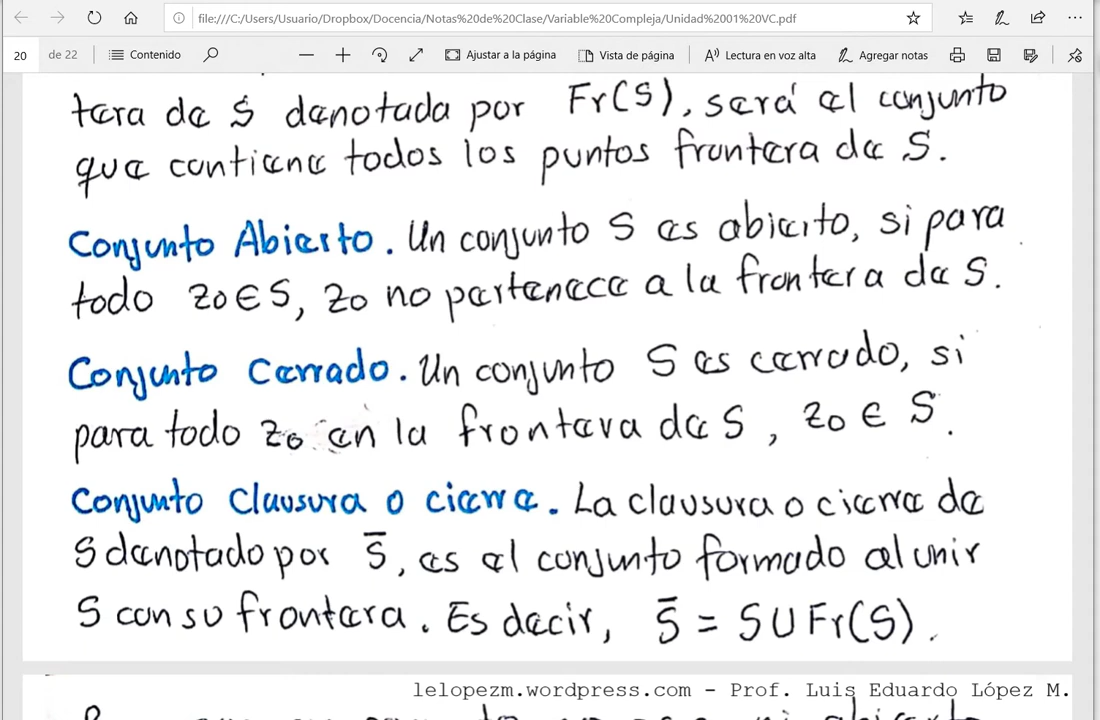 file:///C:/Users/Usuario/Dropbox/Docencia/Notas%20de%20Clase/Variable%20Compleja/Unidad%2001%20VC.pdf
20 de 22 Contenido Ajustar a la página Vista de página Lectura en voz alta Agregar notas
tera de S denotada por Fr(S), será el conjunto
que contiene todos los puntos frontera de S.
Conjunto Abierto. Un conjunto S es abierto, si para
todo z0 ∈ S, z0 no pertenece a la frontera de S.
Conjunto Cerrado. Un conjunto S es cerrado, si
para todo z0 en la frontera de S, z0 ∈ S.
Conjunto Clausura o cierre. La clausura o cierre de
S denotado por S̄, es el conjunto formado al unir
S con su frontera. Es decir, S̄ = S U Fr(S).
lelopezm.wordpress.com - Prof. Luis Eduardo López M.